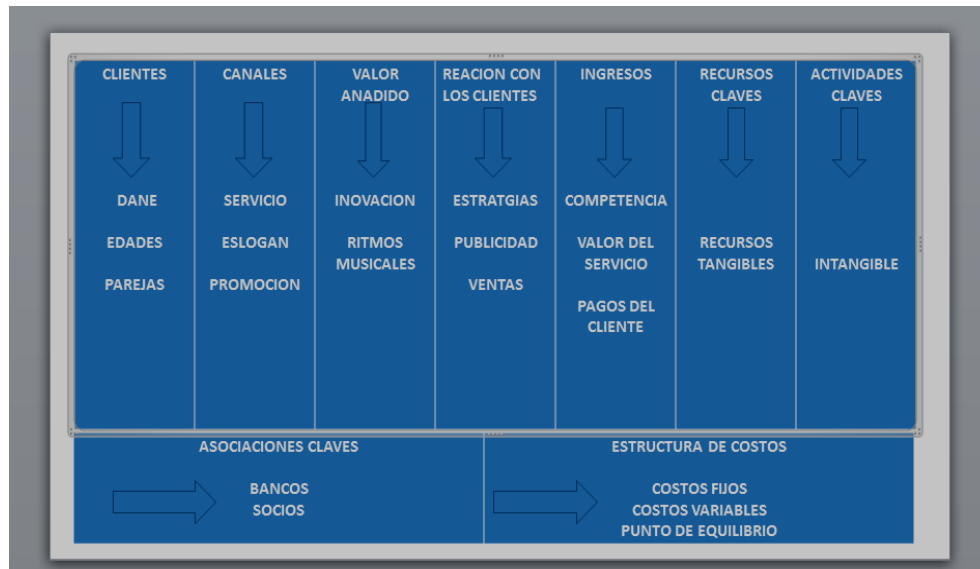 CLIENTES
DANE
EDADES
PAREJAS
CANALES
SERVICIO
ESLOGAN
PROMOCION
VALOR
ANADIDO
INOVACION
RITMOS
MUSICALES
REACION CON
LOS CLIENTES
ESTRATGIAS
PUBLICIDAD
VENTAS
INGRESOS
COMPETENCIA
VALOR DEL
SERVICIO
PAGOS DEL
CLIENTE
RECURSOS
CLAVES
RECURSOS
TANGIBLES
ACTIVIDADES
CLAVES
INTANGIBLE
ASOCIACIONES CLAVES
BANCOS
SOCIOS
ESTRUCTURA DE COSTOS
COSTOS FIJOS
COSTOS VARIABLES
PUNTO DE EQUILIBRIO